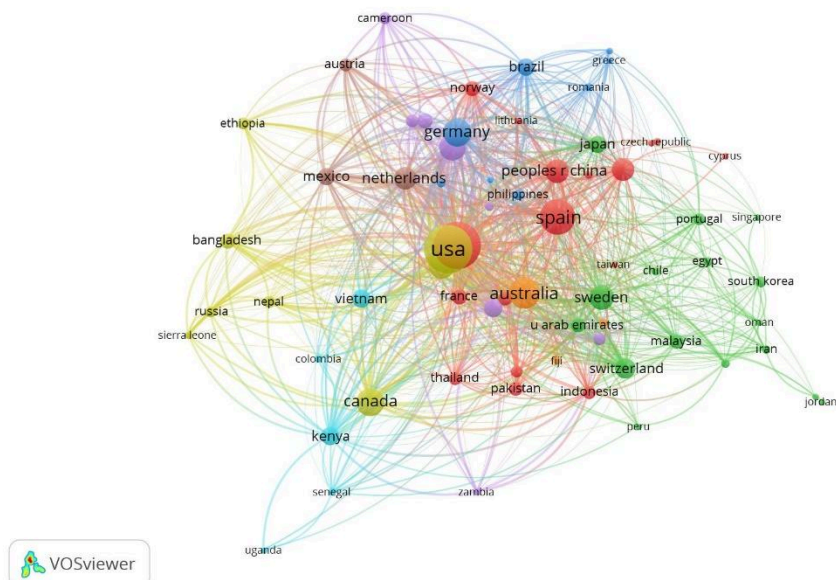 cameroon
greece
austria
brazil
norway
romania
ethiopia
lithuania
germany
japan
czech republic
cyprus
mexico
netherlands
peoples r china
philippines
spain
portugal
singapore
bangladesh
usa
taiwan
chile
egypt
south korea
russia
nepal
vietnam
france
australia
sweden
sierra leone
u arab emirates
oman
malaysia
iran
colombia
fiji
switzerland
thailand
pakistan
indonesia
canada
jordan
peru
kenya
senegal
zambia
uganda
VOSviewer